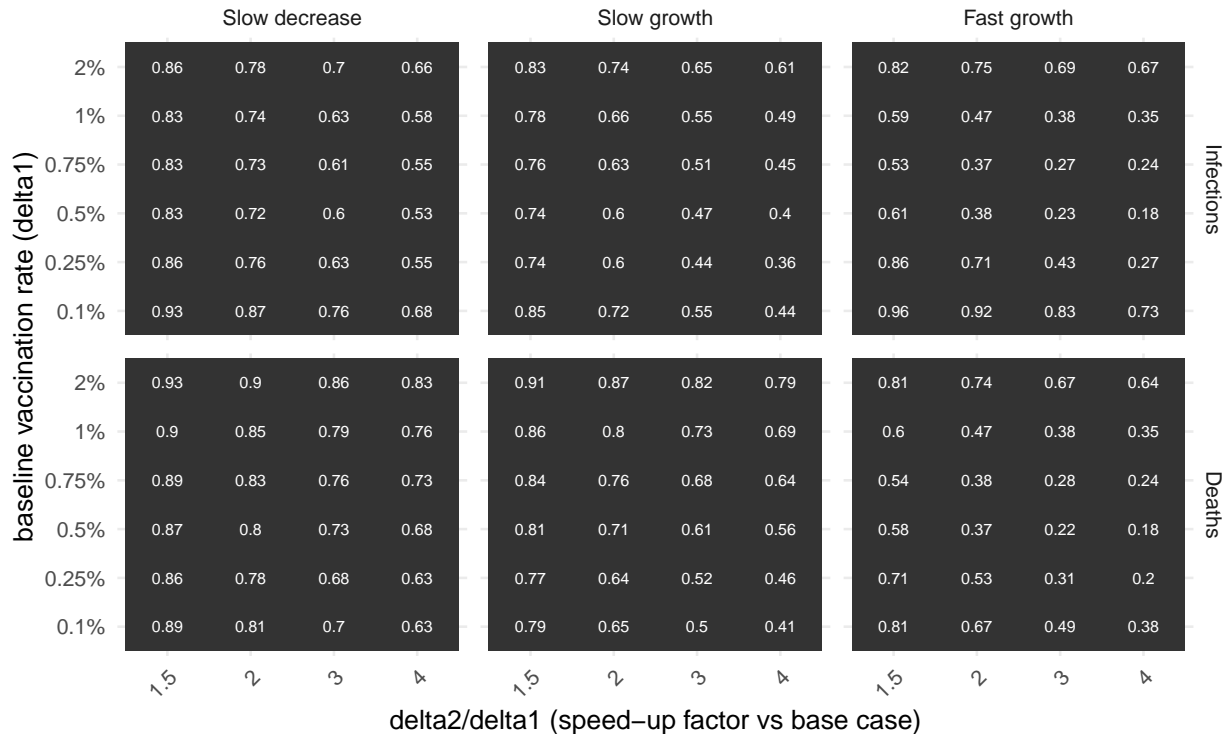 Slow decrease Slow growth Fast growth
2% 0.86 0.78 0.7 0.66 0.83 0.74 0.65 0.61 0.82 0.75 0.69 0.67
1% 0.83 0.74 0.63 0.58 0.78 0.66 0.55 0.49 0.59 0.47 0.38 0.35
0.75% 0.83 0.73 0.61 0.55 0.76 0.63 0.51 0.45 0.53 0.37 0.27 0.24
0.5% 0.83 0.72 0.6 0.53 0.74 0.6 0.47 0.4 0.61 0.38 0.23 0.18
0.25% 0.86 0.76 0.63 0.55 0.74 0.6 0.44 0.36 0.86 0.71 0.43 0.27
0.1% 0.93 0.87 0.76 0.68 0.85 0.72 0.55 0.44 0.96 0.92 0.83 0.73
Infections
2% 0.93 0.9 0.86 0.83 0.91 0.87 0.82 0.79 0.81 0.74 0.67 0.64
1% 0.9 0.85 0.79 0.76 0.86 0.8 0.73 0.69 0.6 0.47 0.38 0.35
0.75% 0.89 0.83 0.76 0.73 0.84 0.76 0.68 0.64 0.54 0.38 0.28 0.24
0.5% 0.87 0.8 0.73 0.68 0.81 0.71 0.61 0.56 0.58 0.37 0.22 0.18
0.25% 0.86 0.78 0.68 0.63 0.77 0.64 0.52 0.46 0.71 0.53 0.31 0.2
0.1% 0.89 0.81 0.7 0.63 0.79 0.65 0.5 0.41 0.81 0.67 0.49 0.38
Deaths
1.5 2 3 4 1.5 2 3 4 1.5 2 3 4
delta2/delta1 (speed−up factor vs base case)
baseline vaccination rate (delta1)